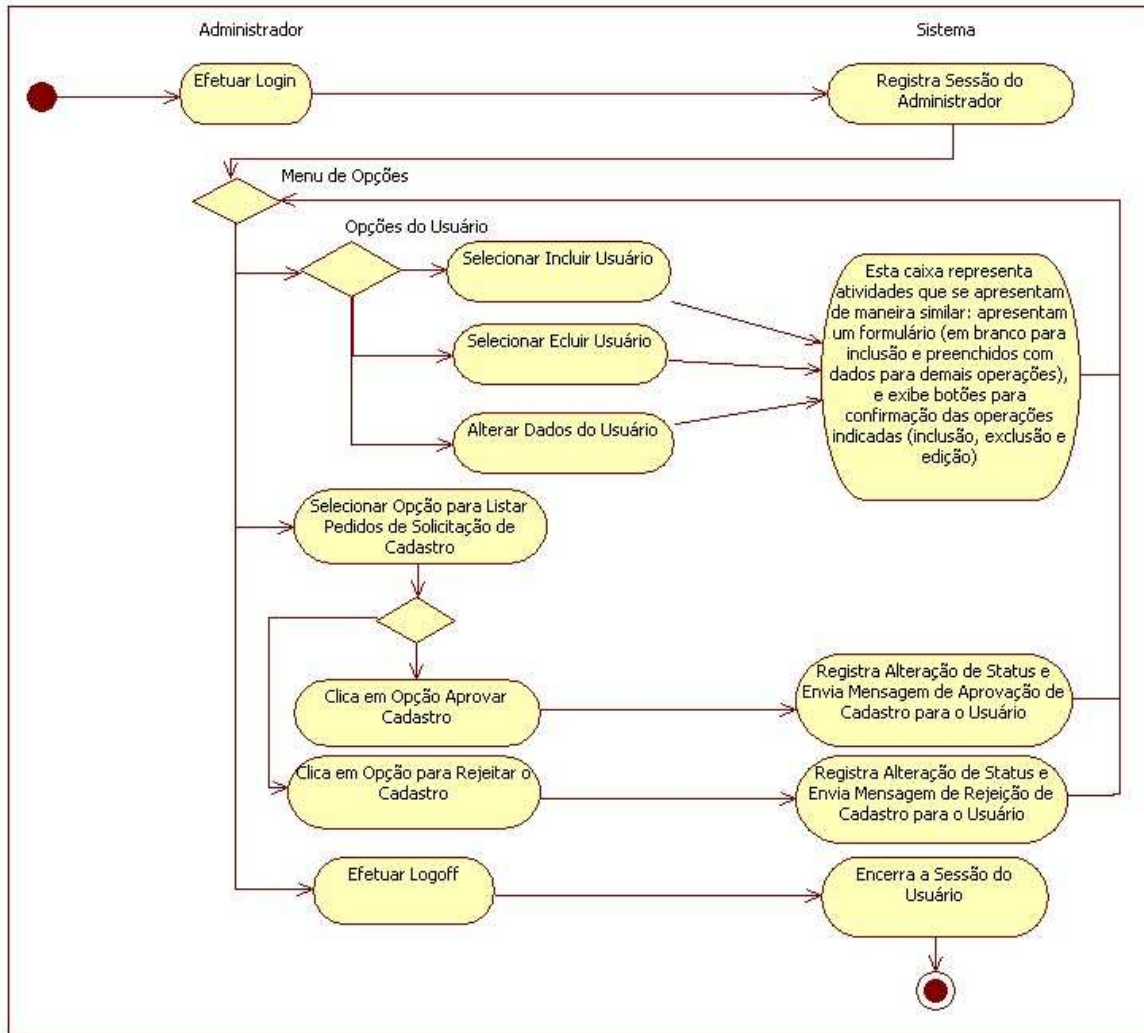 Administrador
Sistema
Efetuar Login
Registra Sessão do
Administrador
Menu de Opções
Opções do Usuário
Selecionar Incluir Usuário
Selecionar Ecluir Usuário
Alterar Dados do Usuário
Esta caixa representa
atividades que se apresentam
de maneira similar: apresentam
um formulário (em branco para
inclusão e preenchidos com
dados para demais operações),
e exibe botões para
confirmação das operações
indicadas (inclusão, exclusão e
edição)
Selecionar Opção para Listar
Pedidos de Solicitação de
Cadastro
Clica em Opção Aprovar
Cadastro
Registra Alteração de Status e
Envia Mensagem de Aprovação de
Cadastro para o Usuário
Clica em Opção para Rejeitar o
Cadastro
Registra Alteração de Status e
Envia Mensagem de Rejeição de
Cadastro para o Usuário
Efetuar Logoff
Encerra a Sessão do
Usuário